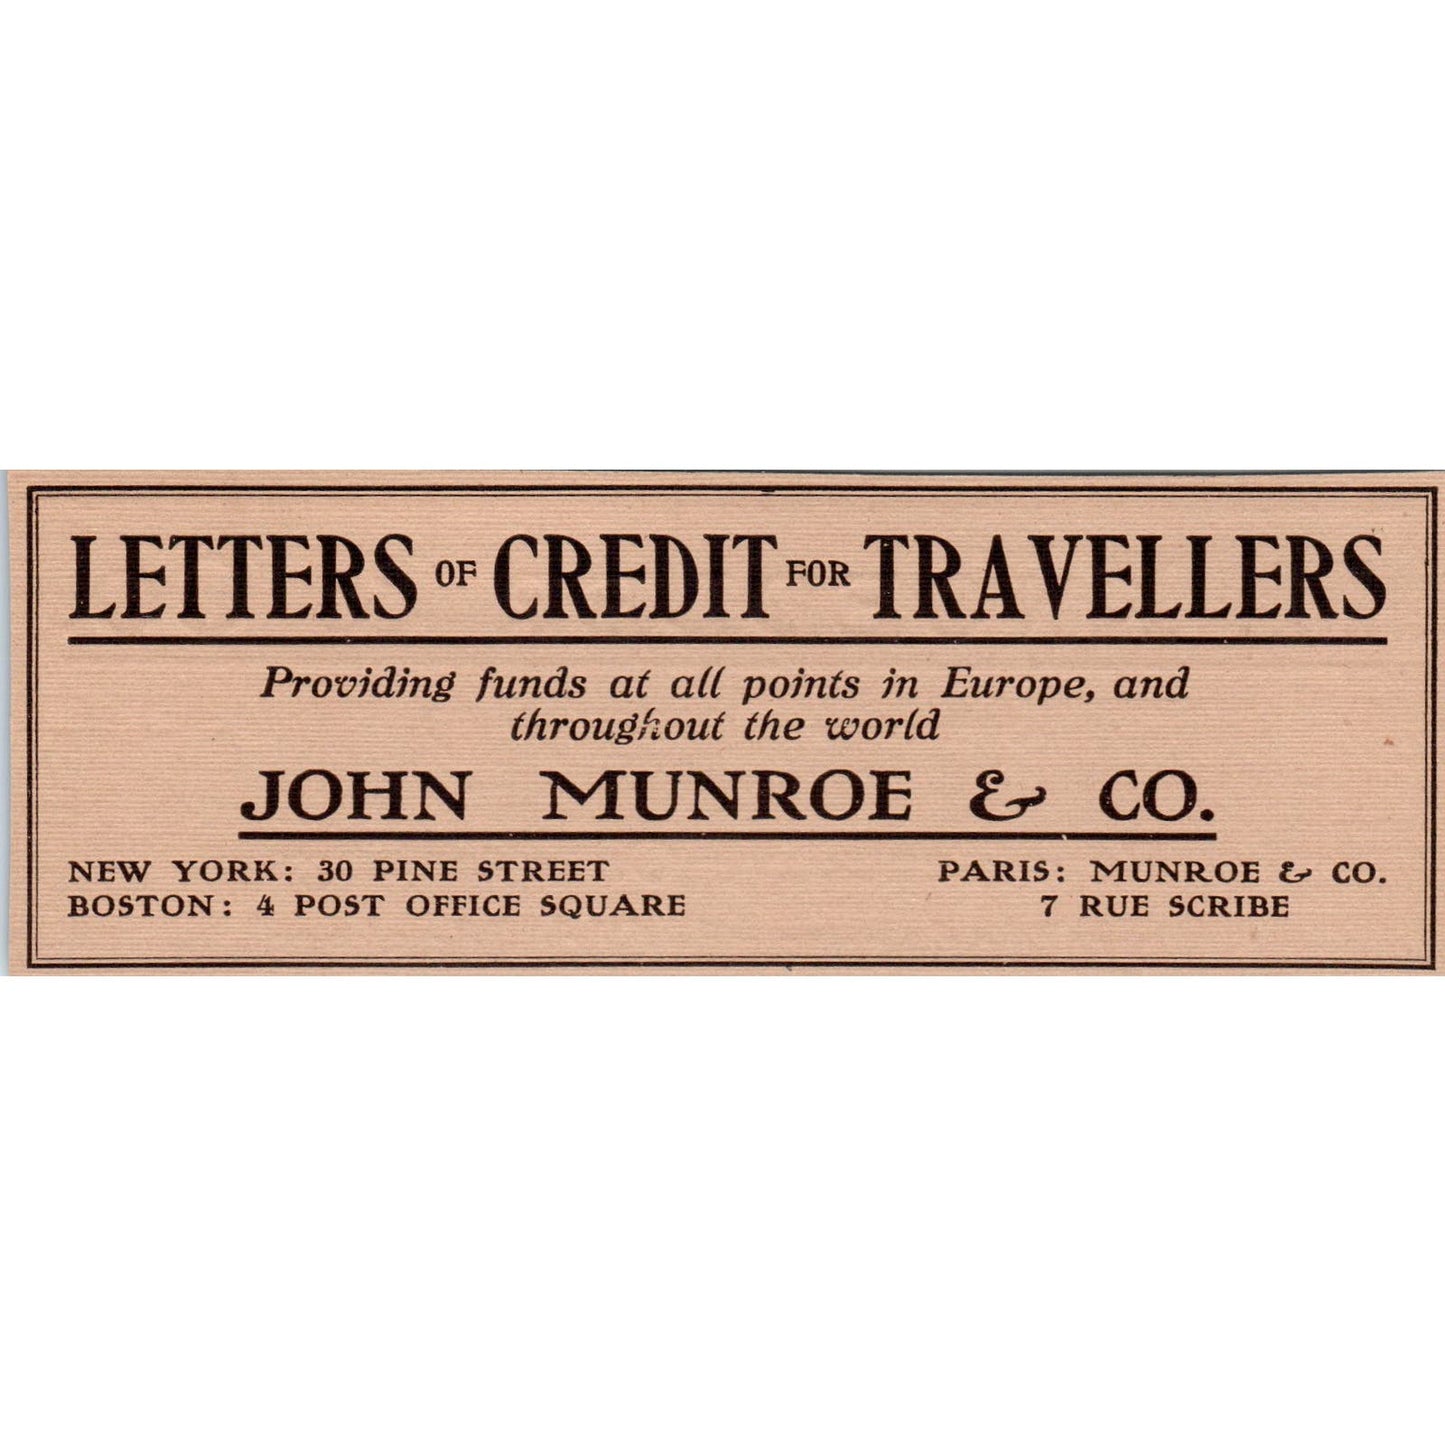 LETTERS OF CREDIT FOR TRAVELLERS
Providing funds at all points in Europe, and
throughout the world
JOHN MUNROE & CO.
NEW YORK: 30 PINE STREET
BOSTON: 4 POST OFFICE SQUARE
PARIS: MUNROE & CO.
7 RUE SCRIBE